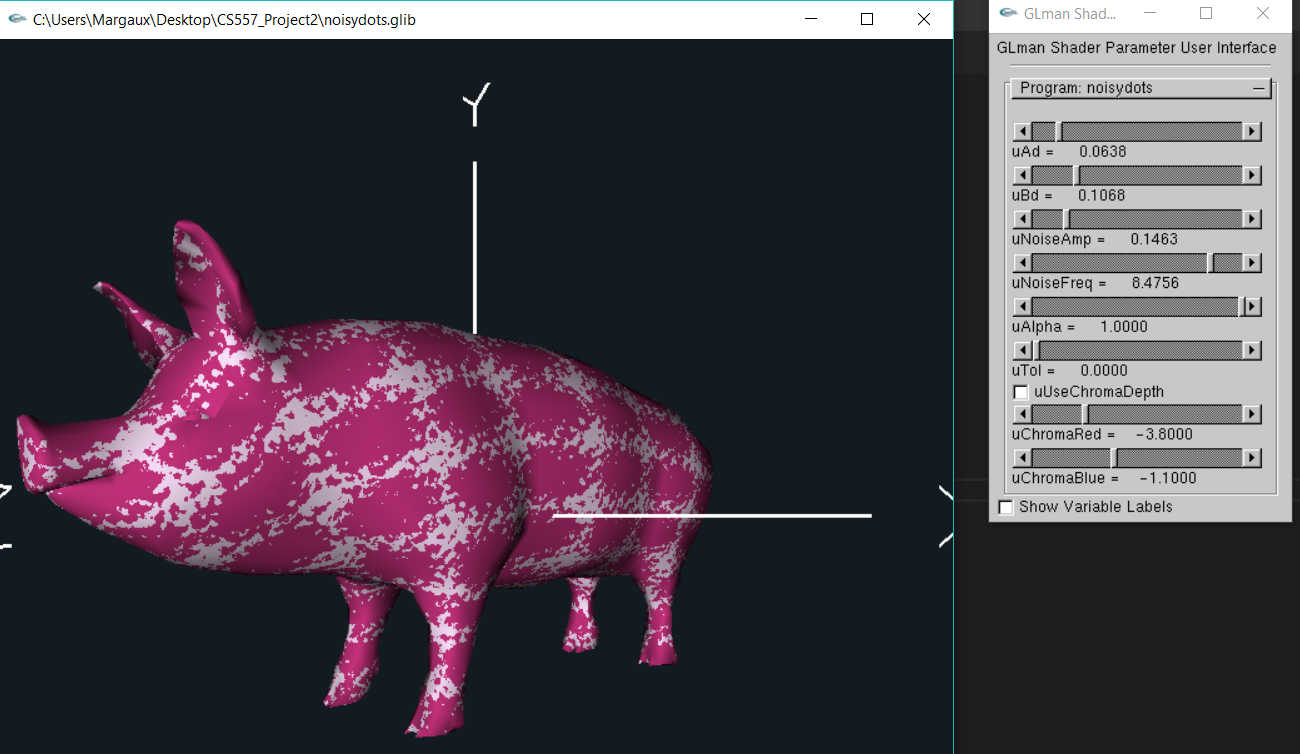 C:\Users\Margaux\Desktop\CS557_Project2\noisydots.glib
Y
GLman Shad...
GLman Shader Parameter User Interface
Program: noisydots
uAd = 0.0638
uBd = 0.1068
uNoiseAmp = 0.1463
uNoiseFreq = 8.4756
uAlpha = 1.0000
uTol = 0.0000
uUseChromaDepth
uChromaRed = -3.8000
uChromaBlue = -1.1000
Show Variable Labels